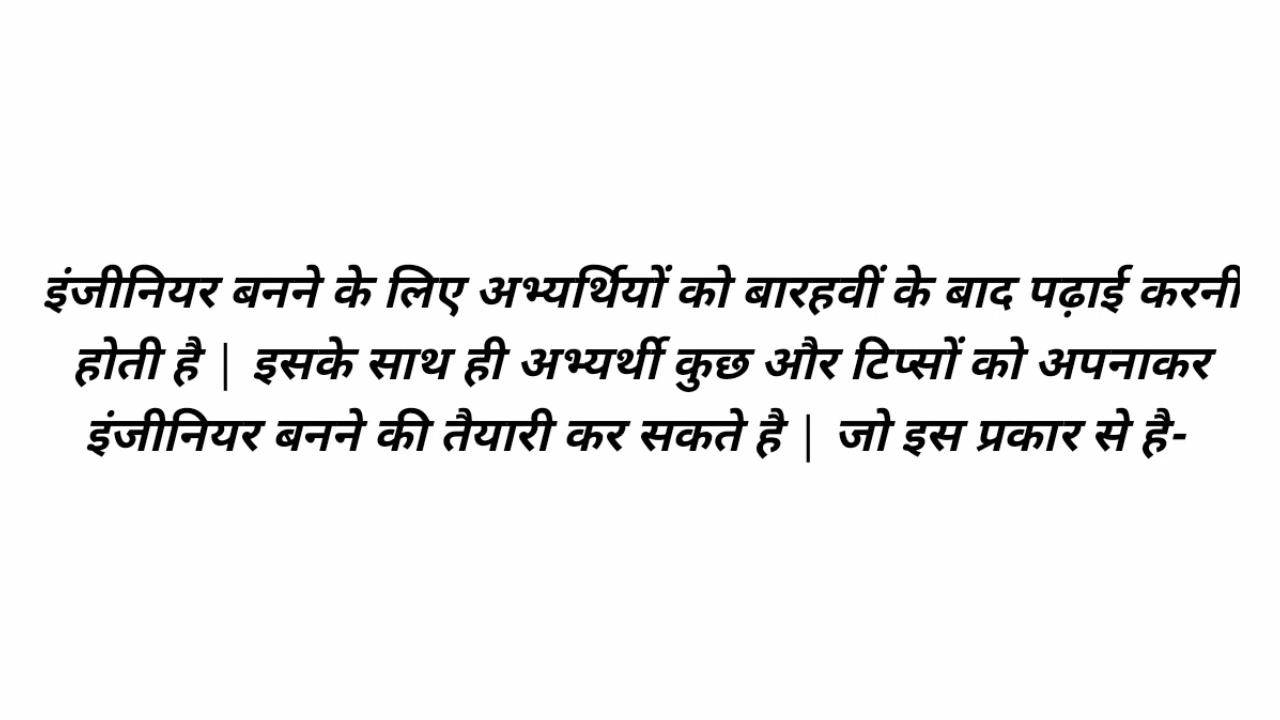 इंजीनियर बनने के लिए अभ्यर्थियों को बारहवीं के बाद पढ़ाई करनी
होती है | इसके साथ ही अभ्यर्थी कुछ और टिप्सों को अपनाकर
इंजीनियर बनने की तैयारी कर सकते है | जो इस प्रकार से है-